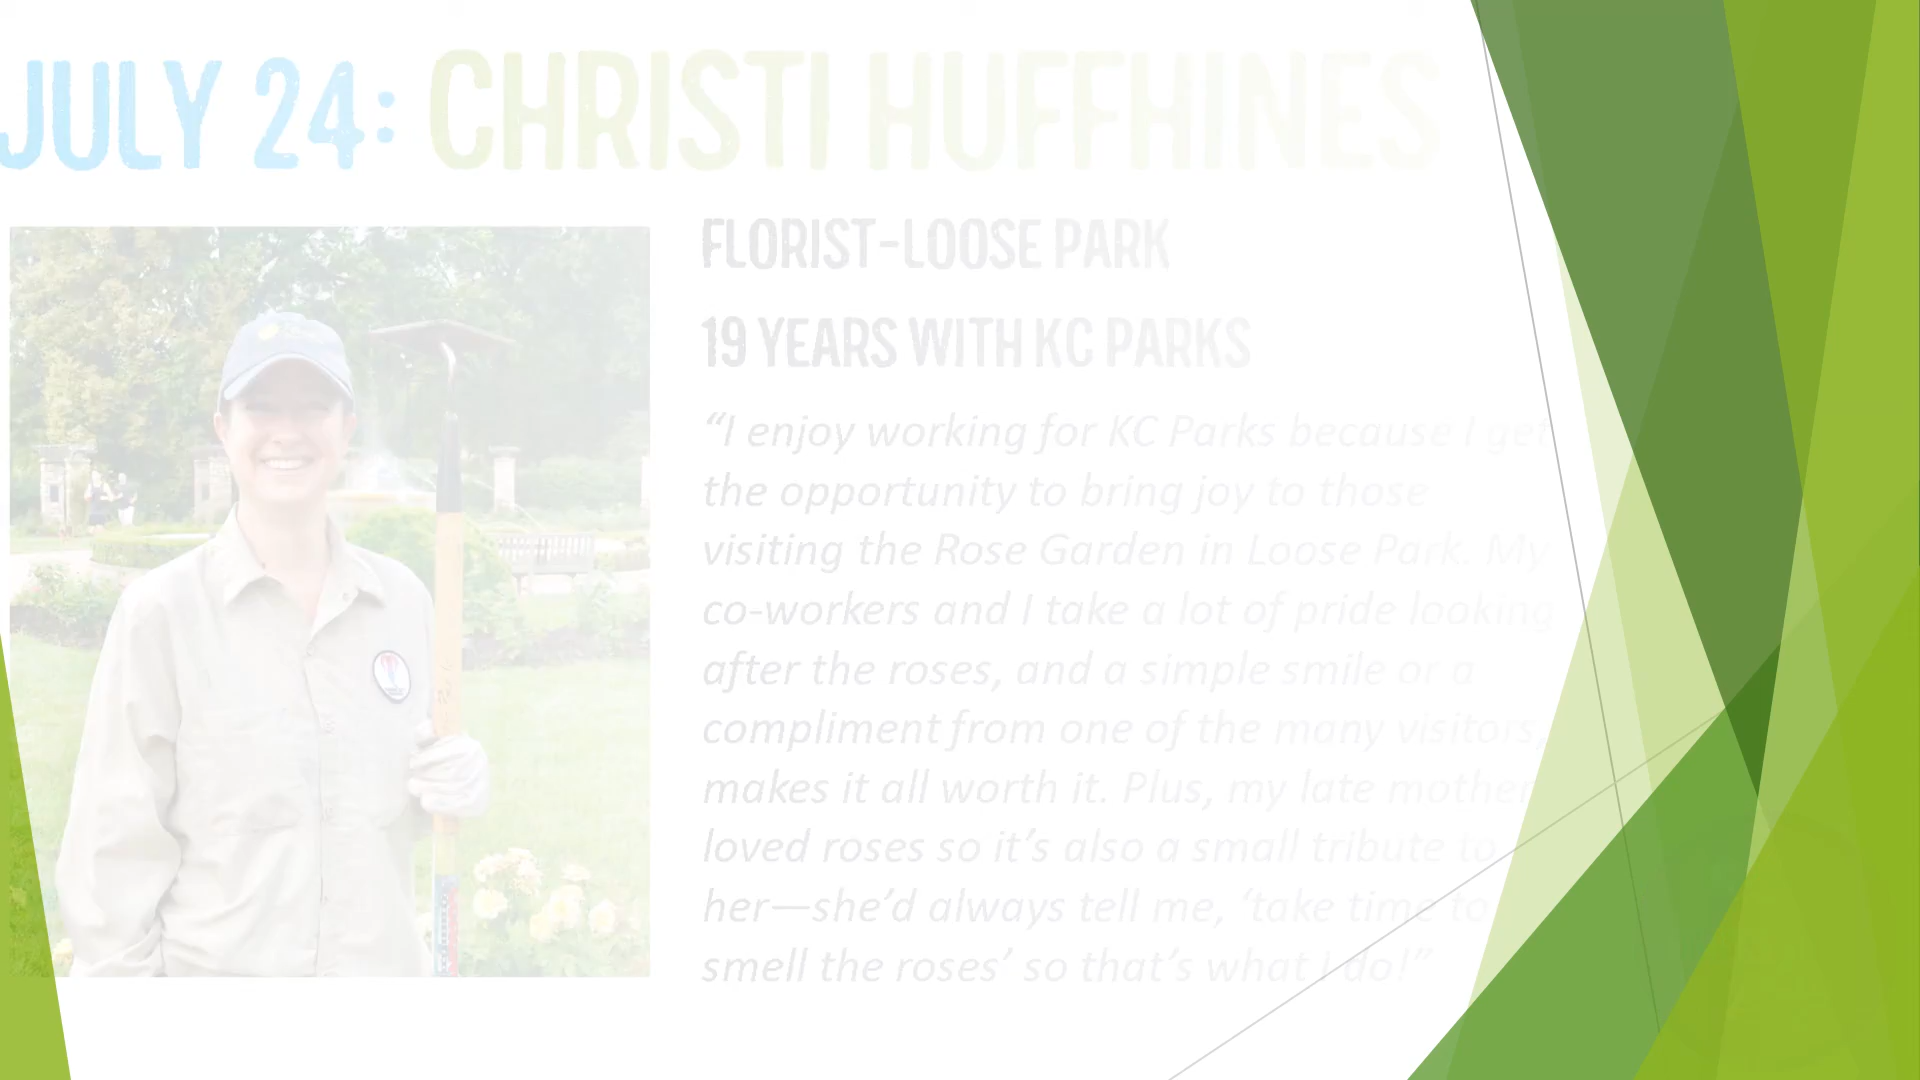 JULY 24: CHRISTI HUFFHINES
FLORIST-LOOSE PARK
19 YEARS WITH KC PARKS
“I enjoy working for KC Parks because I get
the opportunity to bring joy to those
visiting the Rose Garden in Loose Park. My
co-workers and I take a lot of pride looking
after the roses, and a simple smile or a
compliment from one of the many visitors,
makes it all worth it. Plus, my late mother
loved roses so it’s also a small tribute to
her—she’d always tell me, ‘take time to
smell the roses’ so that’s what I do!”